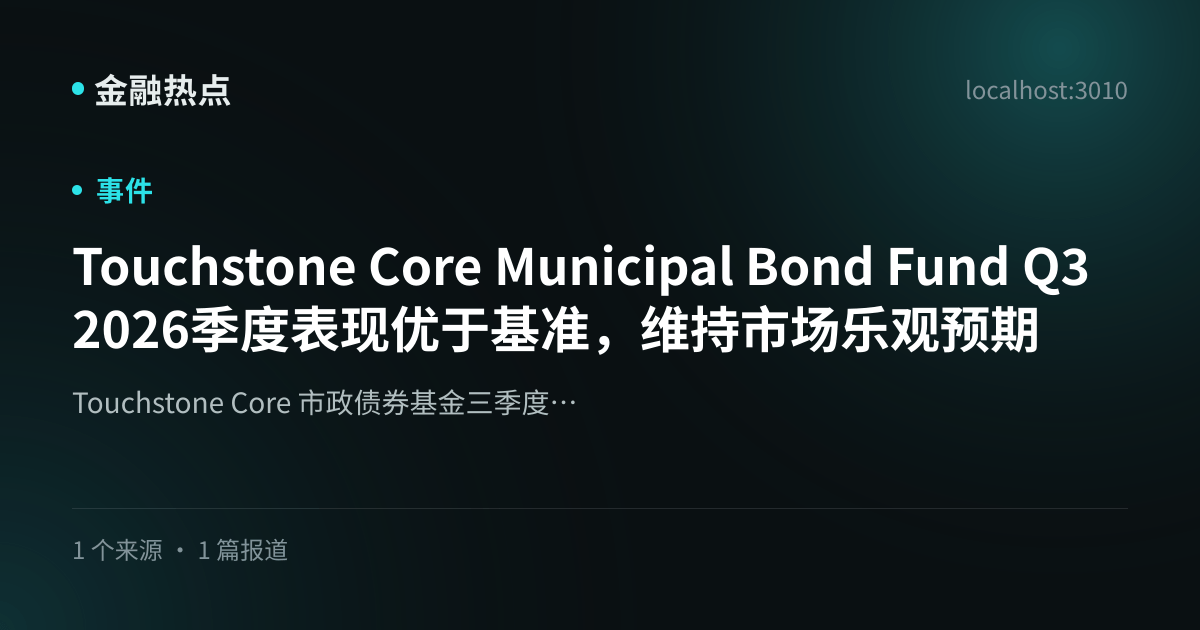 金融热点
localhost:3010
事件
Touchstone Core Municipal Bond Fund Q3
2026季度表现优于基准，维持市场乐观预期
Touchstone Core 市政债券基金三季度…
1 个来源 · 1 篇报道